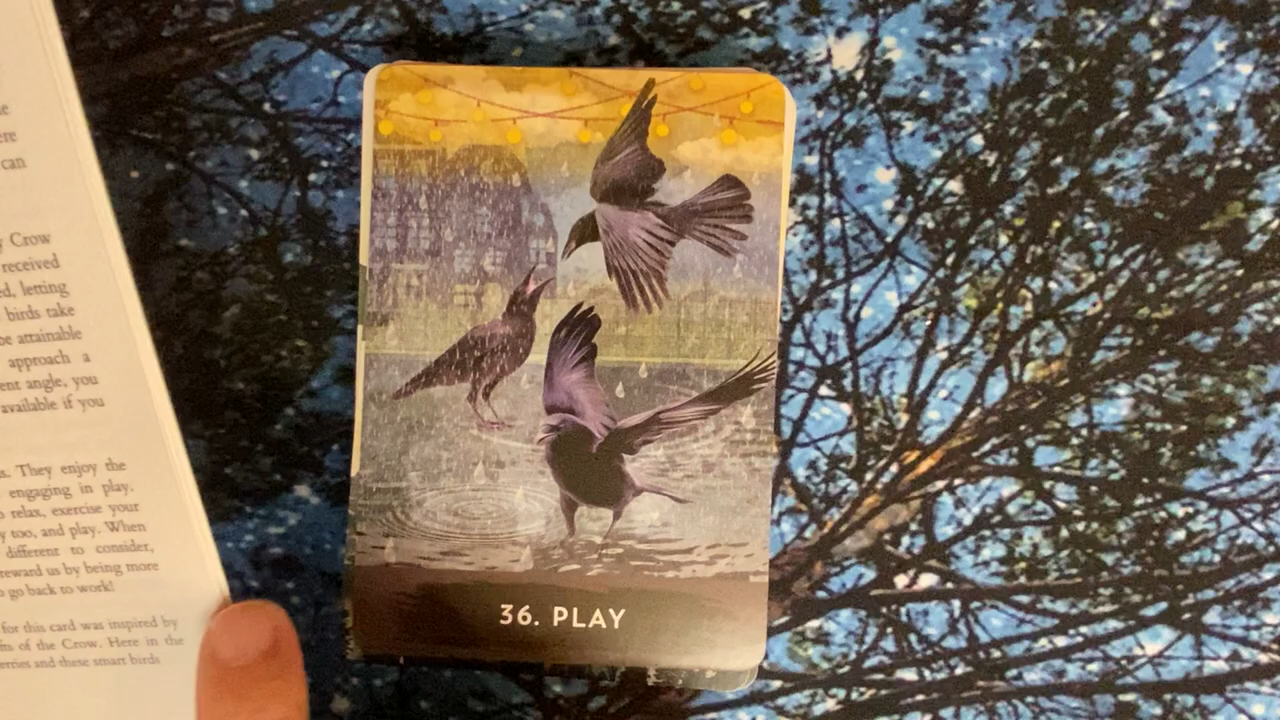 ere
can
Crow
received
ed, letting
birds take
be attainable
approach a
ent angle, you
available if you
s. They enjoy the
engaging in play.
o relax, exercise your
y too, and play. When
different to consider,
reward us by being more
o go back to work!
for this card was inspired by
fts of the Crow. Here in the
erries and these smart birds
36. PLAY